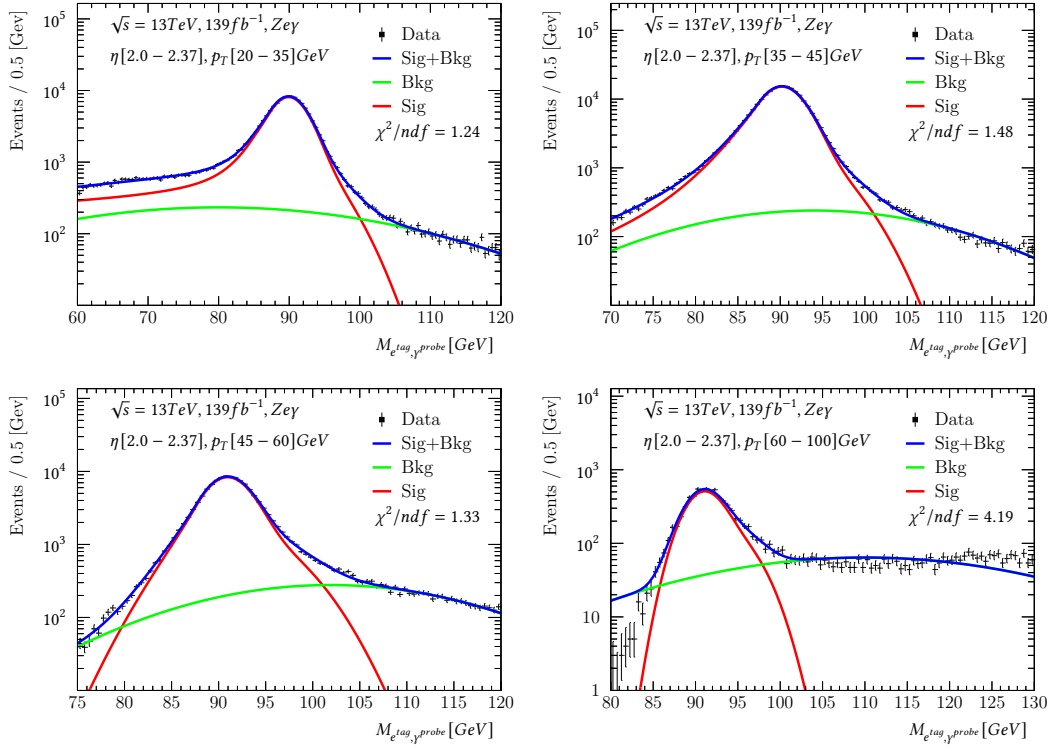 √s = 13TeV, 139fb⁻¹, Zeγ
η[2.0 − 2.37], p_T[20 − 35]GeV
Data
Sig+Bkg
Bkg
Sig
χ²/ndf = 1.24
Events / 0.5 [Gev]
10⁵
10⁴
10³
10²
60 70 80 90 100 110 120
M_{e^{tag},γ^{probe}}[GeV]
√s = 13TeV, 139fb⁻¹, Zeγ
η[2.0 − 2.37], p_T[35 − 45]GeV
Data
Sig+Bkg
Bkg
Sig
χ²/ndf = 1.48
Events / 0.5 [Gev]
10⁵
10⁴
10³
10²
70 75 80 85 90 95 100 105 110 115 120
M_{e^{tag},γ^{probe}}[GeV]
√s = 13TeV, 139fb⁻¹, Zeγ
η[2.0 − 2.37], p_T[45 − 60]GeV
Data
Sig+Bkg
Bkg
Sig
χ²/ndf = 1.33
Events / 0.5 [Gev]
10⁵
10⁴
10³
10²
75 80 85 90 95 100 105 110 115 120
M_{e^{tag},γ^{probe}}[GeV]
√s = 13TeV, 139fb⁻¹, Zeγ
η[2.0 − 2.37], p_T[60 − 100]GeV
Data
Sig+Bkg
Bkg
Sig
χ²/ndf = 4.19
Events / 0.5 [Gev]
10⁴
10³
10²
10
1
80 85 90 95 100 105 110 115 120 125 130
M_{e^{tag},γ^{probe}}[GeV]